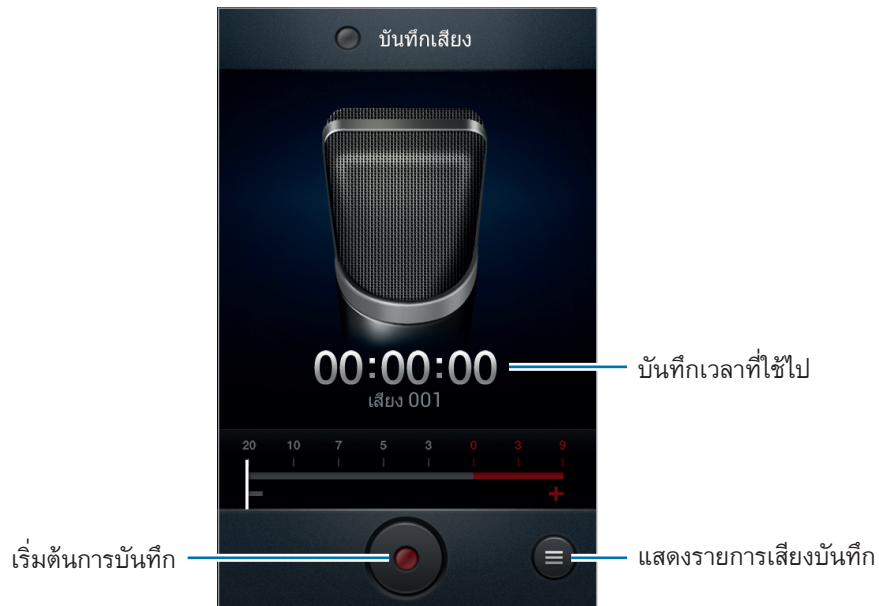 บันทึกเสียง
00:00:00
บันทึกเวลาที่ใช้ไป
เสียง 001
20 10 7 5 3 0 3 9
− +
เริ่มต้นการบันทึก
แสดงรายการเสียงบันทึก